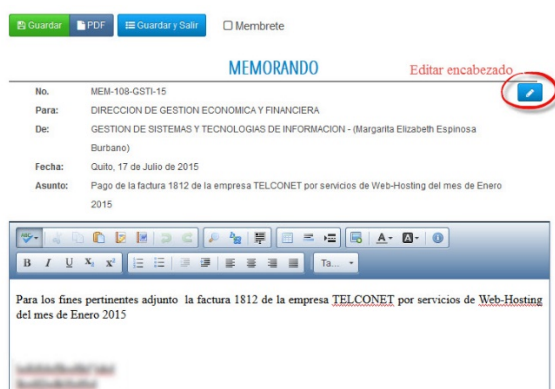 Guardar PDF Guardar y Salir Membrete
MEMORANDO Editar encabezado
No. MEM-108-GSTI-15
Para: DIRECCION DE GESTION ECONOMICA Y FINANCIERA
De: GESTION DE SISTEMAS Y TECNOLOGIAS DE INFORMACION - (Margarita Elizabeth Espinosa
Burbano)
Fecha: Quito, 17 de Julio de 2015
Asunto: Pago de la factura 1812 de la empresa TELCONET por servicios de Web-Hosting del mes de Enero
2015
B I U X₂ X² Ta...
Para los fines pertinentes adjunto la factura 1812 de la empresa TELCONET por servicios de Web-Hosting
del mes de Enero 2015